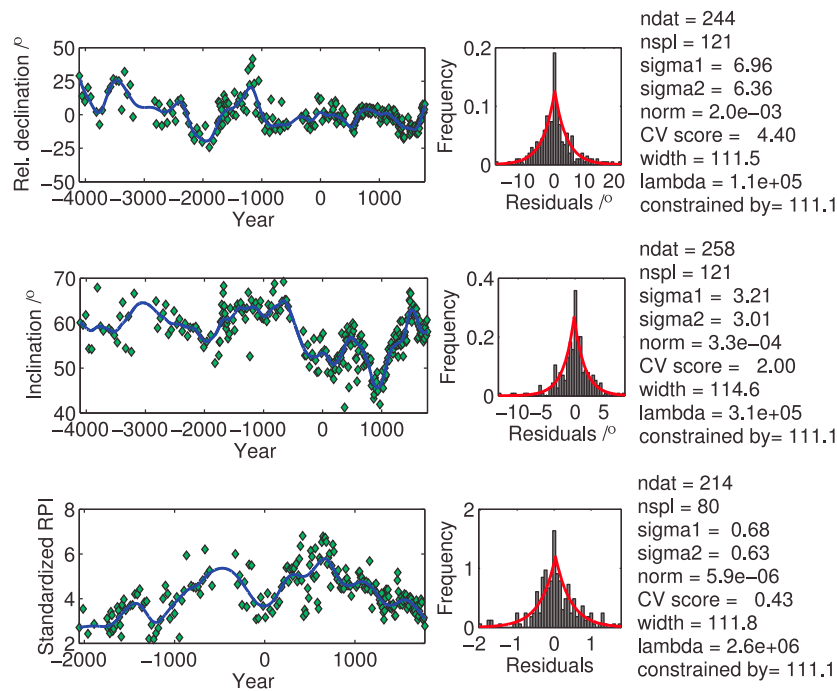 50
25
0
−25
−50
Rel. declination /º
−4000 −3000 −2000 −1000 0 1000
Year
0.2
0.1
0
Frequency
−10 0 10 20
Residuals /º
ndat = 244
nspl = 121
sigma1 = 6.96
sigma2 = 6.36
norm = 2.0e−03
CV score = 4.40
width = 111.5
lambda = 1.1e+05
constrained by= 111.1
70
60
50
40
Inclination /º
−4000 −3000 −2000 −1000 0 1000
Year
0.4
0.2
0
Frequency
−10 −5 0 5
Residuals /º
ndat = 258
nspl = 121
sigma1 = 3.21
sigma2 = 3.01
norm = 3.3e−04
CV score = 2.00
width = 114.6
lambda = 3.1e+05
constrained by= 111.1
8
6
4
2
Standardized RPI
−2000 −1000 0 1000
Year
2
1
0
Frequency
−2 −1 0 1
Residuals
ndat = 214
nspl = 80
sigma1 = 0.68
sigma2 = 0.63
norm = 5.9e−06
CV score = 0.43
width = 111.8
lambda = 2.6e+06
constrained by= 111.1